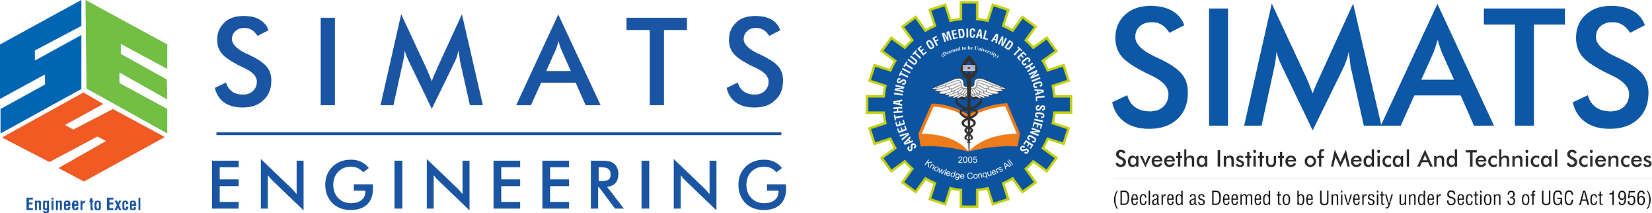 SES
Engineer to Excel
SIMATS
ENGINEERING
SAVEETHA INSTITUTE OF MEDICAL AND TECHNICAL SCIENCES
(Deemed to be University)
2005
Knowledge Conquers All
SIMATS
Saveetha Institute of Medical And Technical Sciences
(Declared as Deemed to be University under Section 3 of UGC Act 1956)